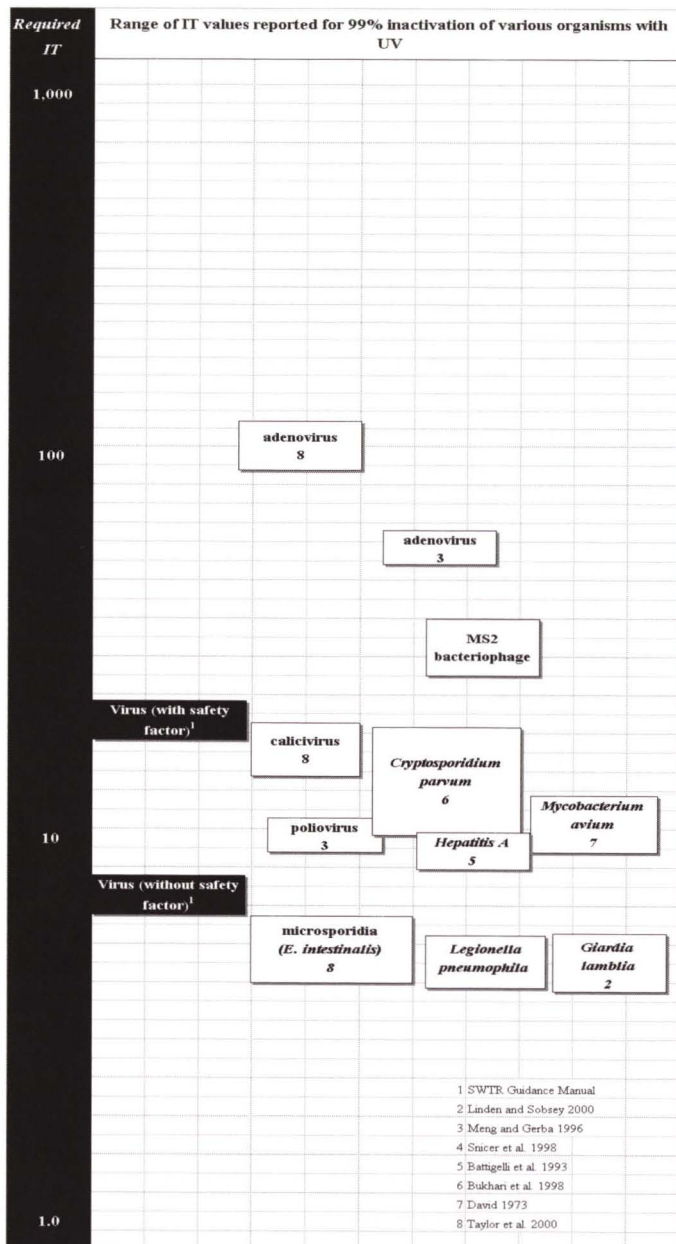 Required
IT
Range of IT values reported for 99% inactivation of various organisms with
UV
1,000
adenovirus
8
100
adenovirus
3
MS2
bacteriophage
Virus (with safety
factor)1
calicivirus
8
Cryptosporidium
parvum
6
Mycobacterium
avium
7
10
poliovirus
3
Hepatitis A
5
Virus (without safety
factor)1
microsporidia
(E. intestinalis)
8
Legionella
pneumophila
Giardia
lamblia
2
1 SWTR Guidance Manual
2 Linden and Sobsey 2000
3 Meng and Gerba 1996
4 Snicer et al. 1998
5 Battigelli et al. 1993
6 Bukhari et al. 1998
7 David 1973
8 Taylor et al. 2000
1.0